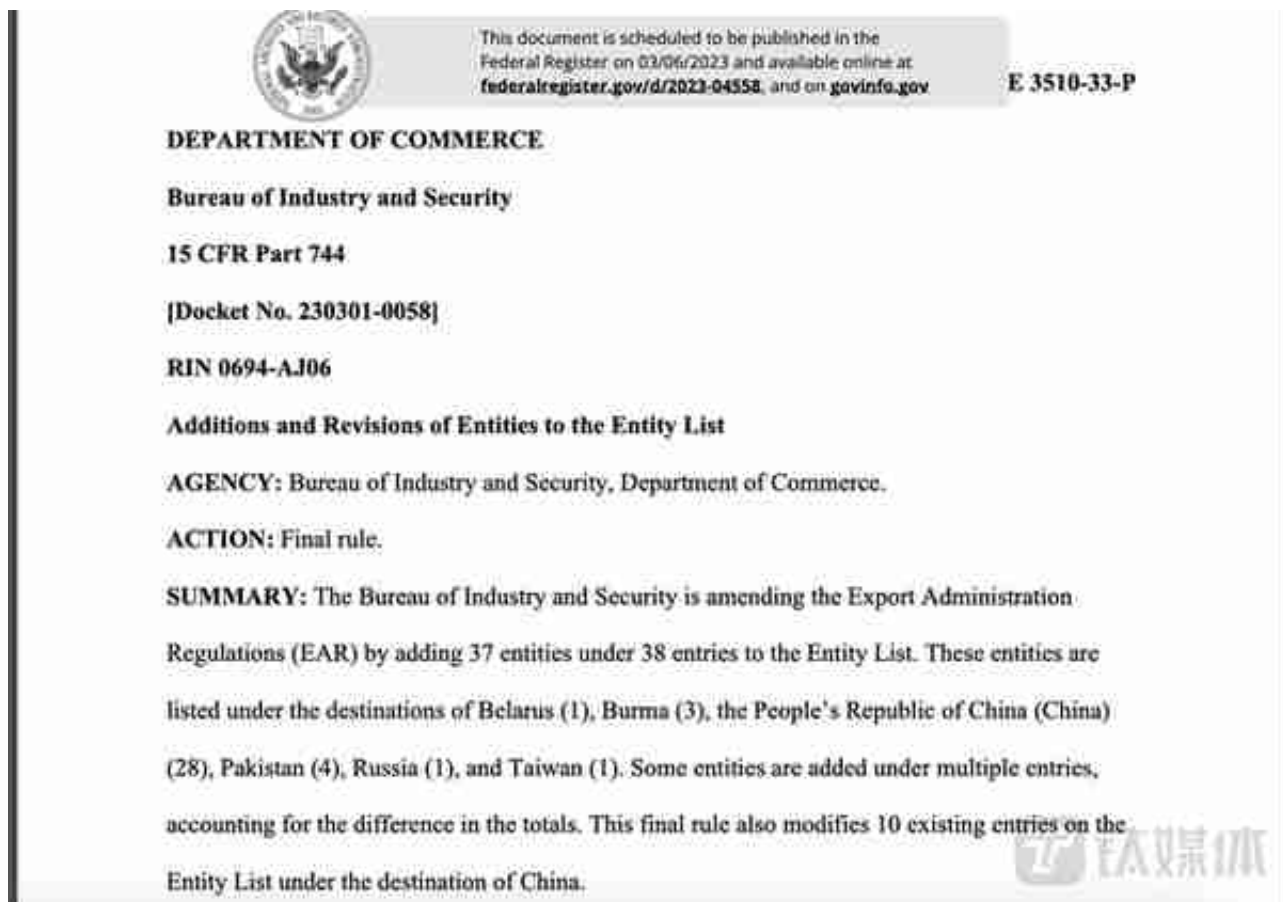 This document is scheduled to be published in the
Federal Register on 03/06/2023 and available online at
federalregister.gov/d/2023-04558, and on govinfo.gov
E 3510-33-P
DEPARTMENT OF COMMERCE
Bureau of Industry and Security
15 CFR Part 744
[Docket No. 230301-0058]
RIN 0694-AJ06
Additions and Revisions of Entities to the Entity List
AGENCY: Bureau of Industry and Security, Department of Commerce.
ACTION: Final rule.
SUMMARY: The Bureau of Industry and Security is amending the Export Administration
Regulations (EAR) by adding 37 entities under 38 entries to the Entity List. These entities are
listed under the destinations of Belarus (1), Burma (3), the People's Republic of China (China)
(28), Pakistan (4), Russia (1), and Taiwan (1). Some entities are added under multiple entries,
accounting for the difference in the totals. This final rule also modifies 10 existing entries on the
Entity List under the destination of China.
钛媒体